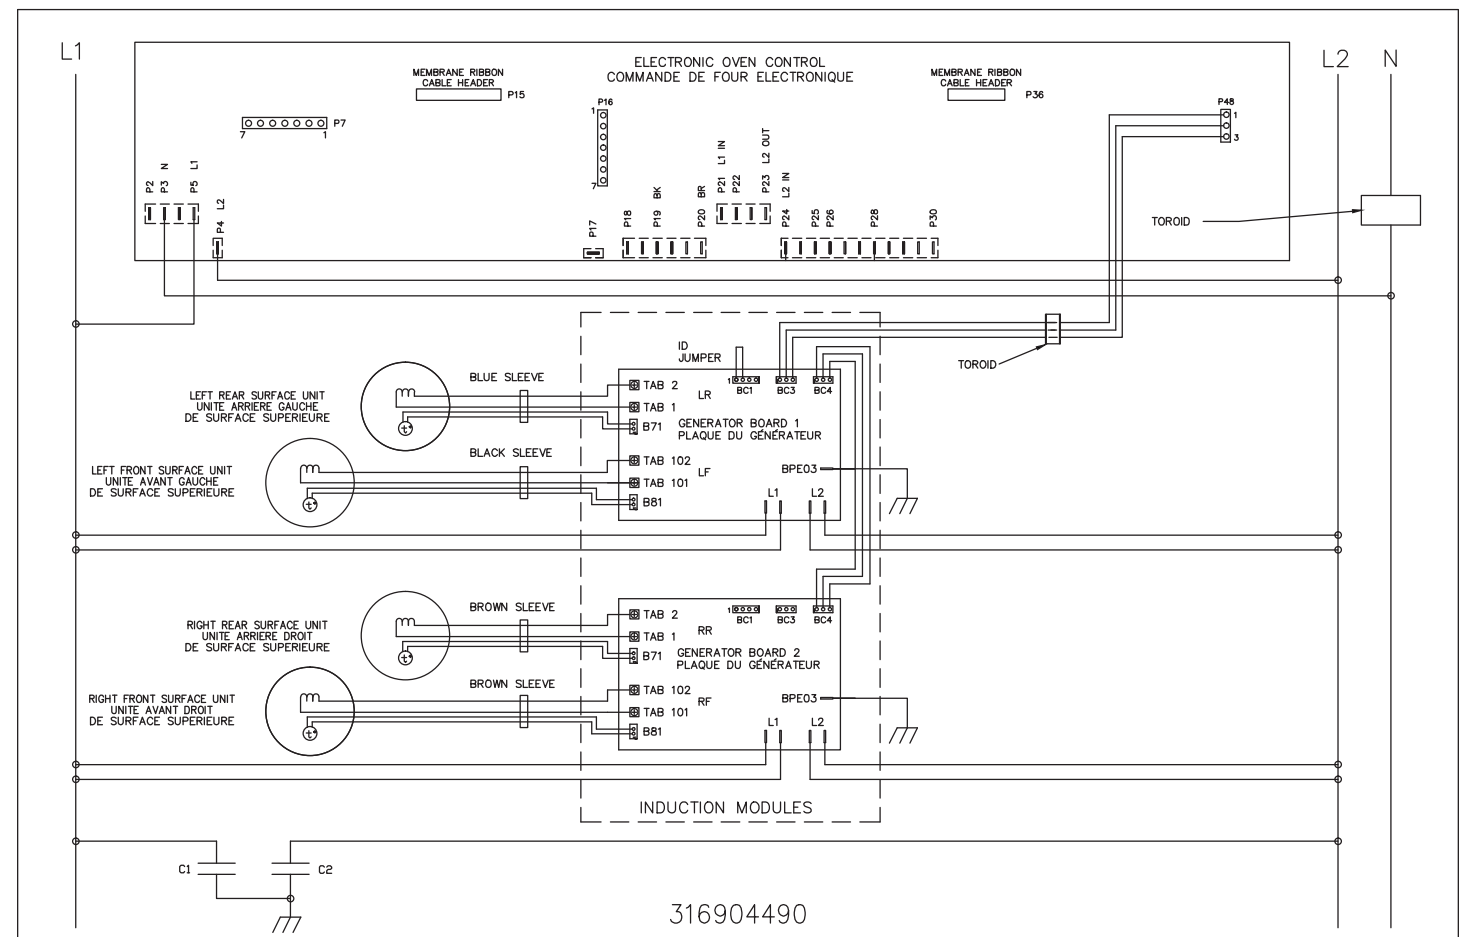 L1
L2
N
ELECTRONIC OVEN CONTROL
COMMANDE DE FOUR ELECTRONIQUE
MEMBRANE RIBBON
CABLE HEADER
P15
MEMBRANE RIBBON
CABLE HEADER
P36
P7
7
1
P16
1
7
P48
1
3
P2
P3 N
P5 L1
P4 L2
P17
P18
P19 BK
P20 BR
P21 L1 IN
P22
P23 L2 OUT
P24 L2 IN
P25
P26
P28
P30
TOROID
TOROID
ID
JUMPER
LEFT REAR SURFACE UNIT
UNITE ARRIERE GAUCHE
DE SURFACE SUPERIEURE
BLUE SLEEVE
TAB 2
TAB 1
B71
LR
1
BC1
BC3
BC4
GENERATOR BOARD 1
PLAQUE DU GÉNÉRATEUR
LEFT FRONT SURFACE UNIT
UNITE AVANT GAUCHE
DE SURFACE SUPERIEURE
BLACK SLEEVE
TAB 102
TAB 101
B81
LF
BPE03
L1
L2
RIGHT REAR SURFACE UNIT
UNITE ARRIERE DROIT
DE SURFACE SUPERIEURE
BROWN SLEEVE
TAB 2
TAB 1
B71
RR
1
BC1
BC3
BC4
GENERATOR BOARD 2
PLAQUE DU GÉNÉRATEUR
RIGHT FRONT SURFACE UNIT
UNITE AVANT DROIT
DE SURFACE SUPERIEURE
BROWN SLEEVE
TAB 102
TAB 101
B81
RF
BPE03
L1
L2
INDUCTION MODULES
C1
C2
316904490